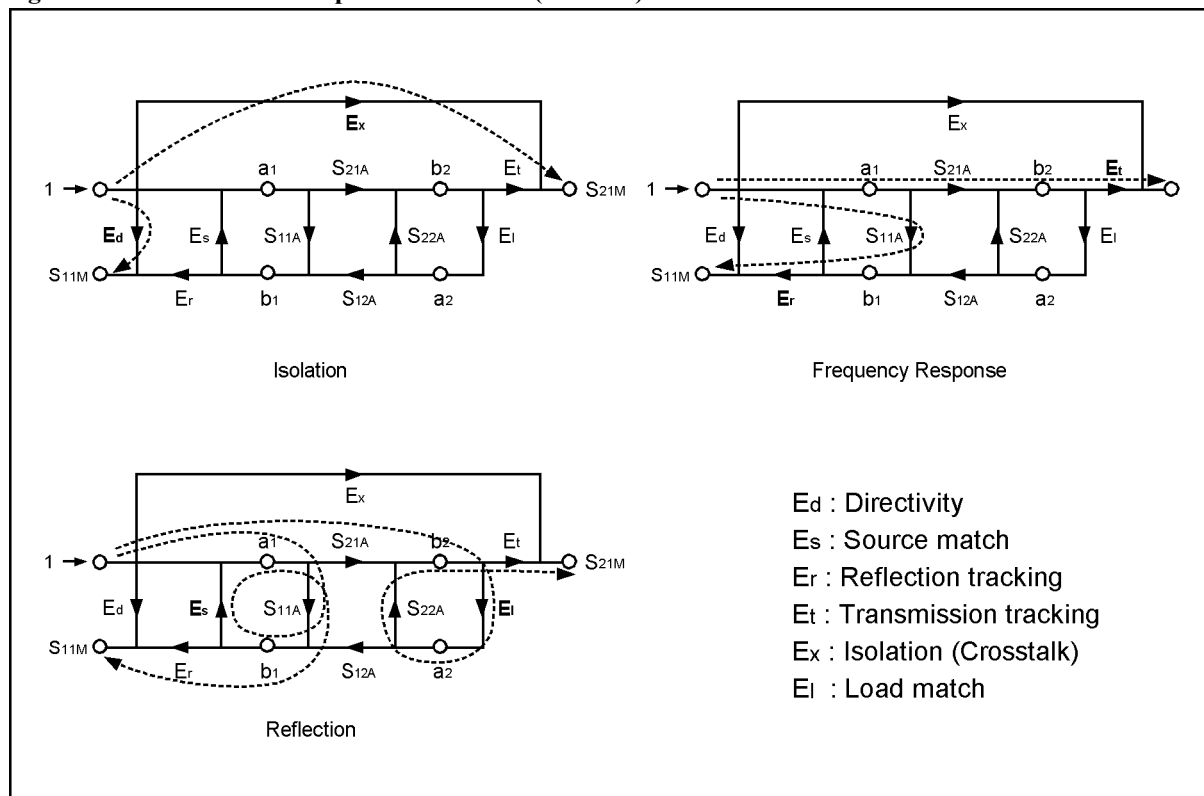 Ex
a1
S21A
b2
Et
1
S21M
Ed
Es
S11A
S22A
El
S11M
Er
b1
S12A
a2
Isolation
Ex
a1
S21A
b2
Et
1
Ed
Es
S11A
S22A
El
S11M
Er
b1
S12A
a2
Frequency Response
Ex
a1
S21A
b2
Et
1
S21M
Ed
Es
S11A
S22A
El
S11M
Er
b1
S12A
a2
Reflection
Ed : Directivity
Es : Source match
Er : Reflection tracking
Et : Transmission tracking
Ex : Isolation (Crosstalk)
El : Load match